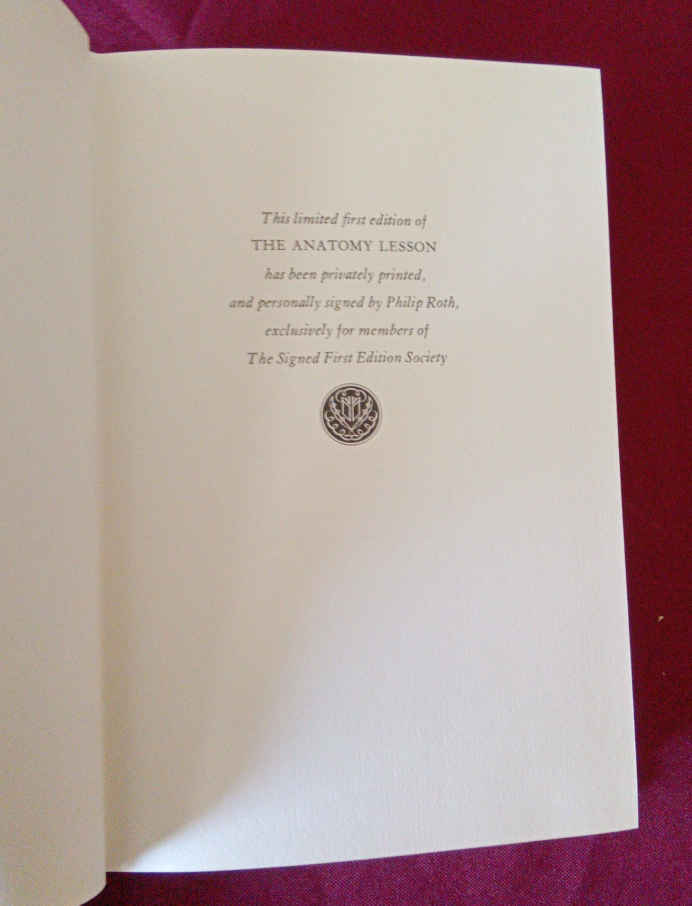 This limited first edition of
THE ANATOMY LESSON
has been privately printed,
and personally signed by Philip Roth,
exclusively for members of
The Signed First Edition Society